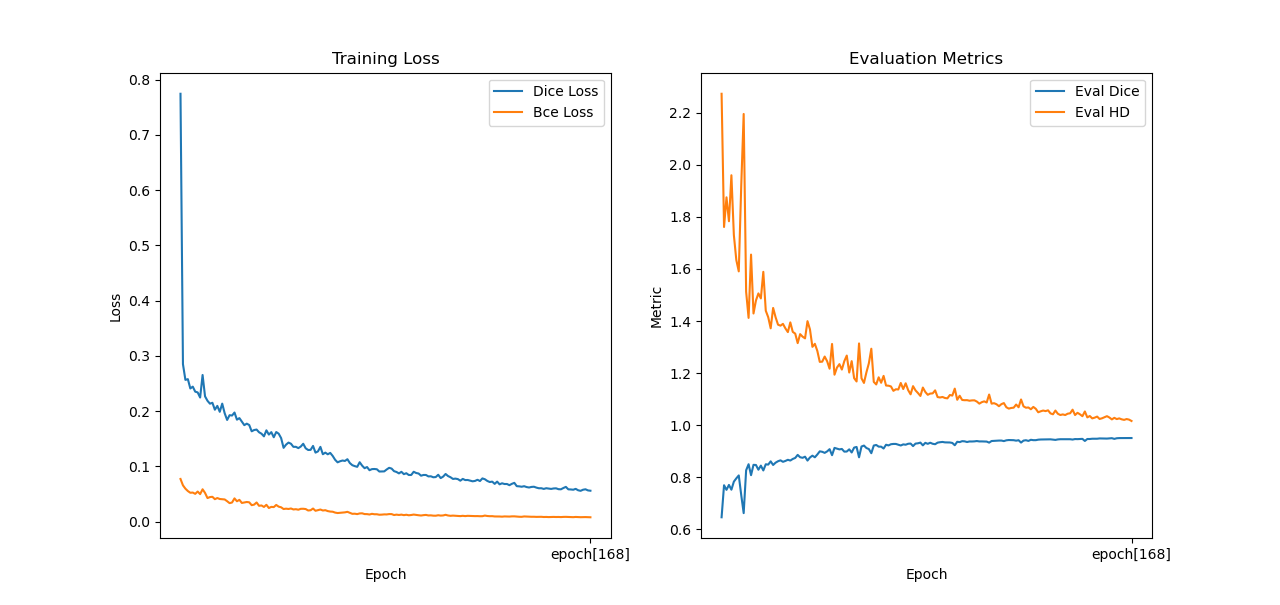 Training Loss
Loss
0.8
0.7
0.6
0.5
0.4
0.3
0.2
0.1
0.0
Dice Loss
Bce Loss
epoch[168]
Epoch
Evaluation Metrics
Metric
2.2
2.0
1.8
1.6
1.4
1.2
1.0
0.8
0.6
Eval Dice
Eval HD
epoch[168]
Epoch